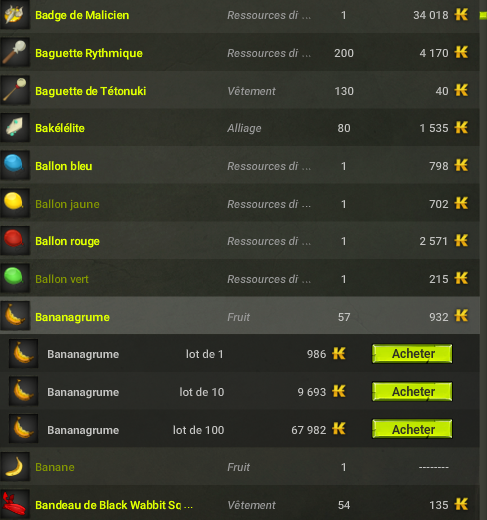 Badge de Malicien Ressources di ... 1 34 018
Baguette Rythmique Ressources di ... 200 4 170
Baguette de Tétonuki Vêtement 130 40
Bakélélite Alliage 80 1 535
Ballon bleu Ressources di ... 1 798
Ballon jaune Ressources di ... 1 702
Ballon rouge Ressources di ... 1 2 571
Ballon vert Ressources di ... 1 215
Bananagrume Fruit 57 932
Bananagrume lot de 1 986 Acheter
Bananagrume lot de 10 9 693 Acheter
Bananagrume lot de 100 67 982 Acheter
Banane Fruit 1 --------
Bandeau de Black Wabbit Sc ... Vêtement 54 135